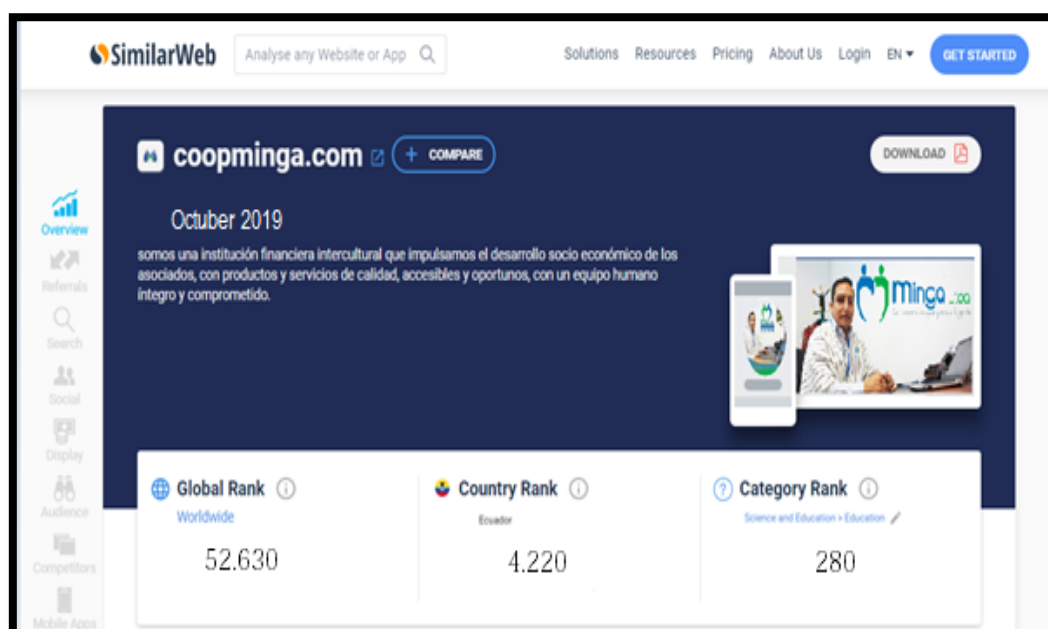 SimilarWeb
Analyse any Website or App
Solutions Resources Pricing About Us Login EN GET STARTED
coopminga.com + COMPARE
DOWNLOAD
Octuber 2019
somos una institución financiera intercultural que impulsamos el desarrollo socio económico de los
asociados, con productos y servicios de calidad, accesibles y oportunos, con un equipo humano
íntegro y comprometido.
minga
Overview
Referrals
Search
Social
Display
Audience
Competitors
Mobile Apps
Global Rank
Worldwide
52.630
Country Rank
Ecuador
4.220
Category Rank
Science and Education > Education
280